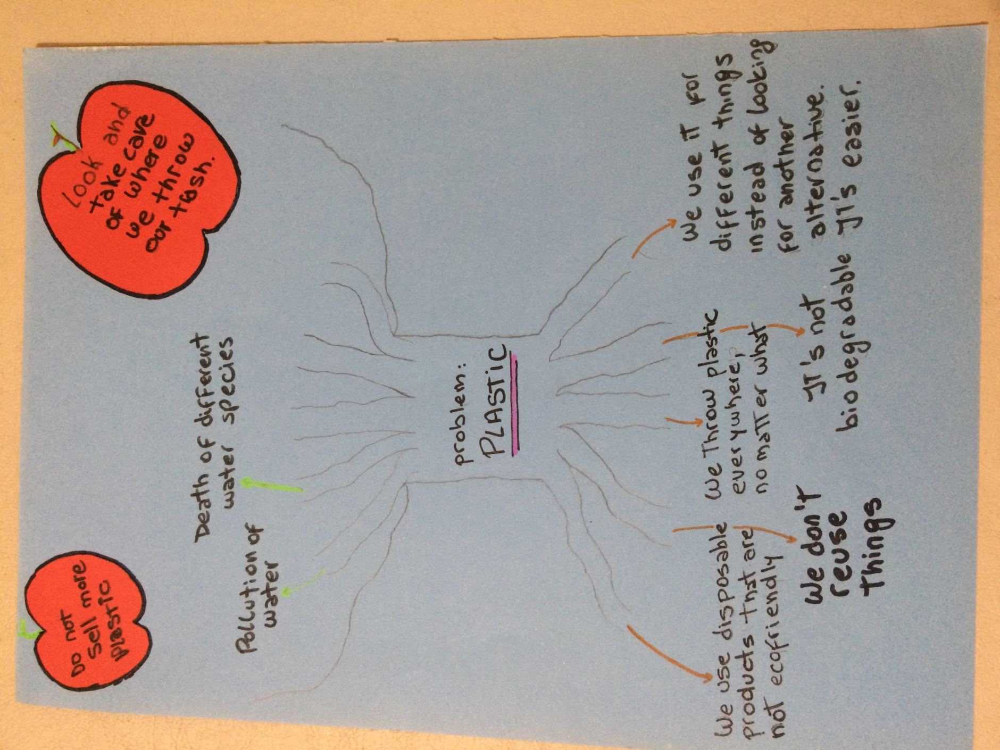 Do not
sell more
plastic
look and
take care
of where
we throw
our trash.
Death of different
water species
Pollution of
water
problem:
PLASTIC
We use disposable
products that are
not ecofriendly
We don't
reuse
Things
We Throw plastic
everywhere,
no matter what
IT's not
biodegradable
We use iT for
different things
instead of looking
for another
alternative.
IT's easier.